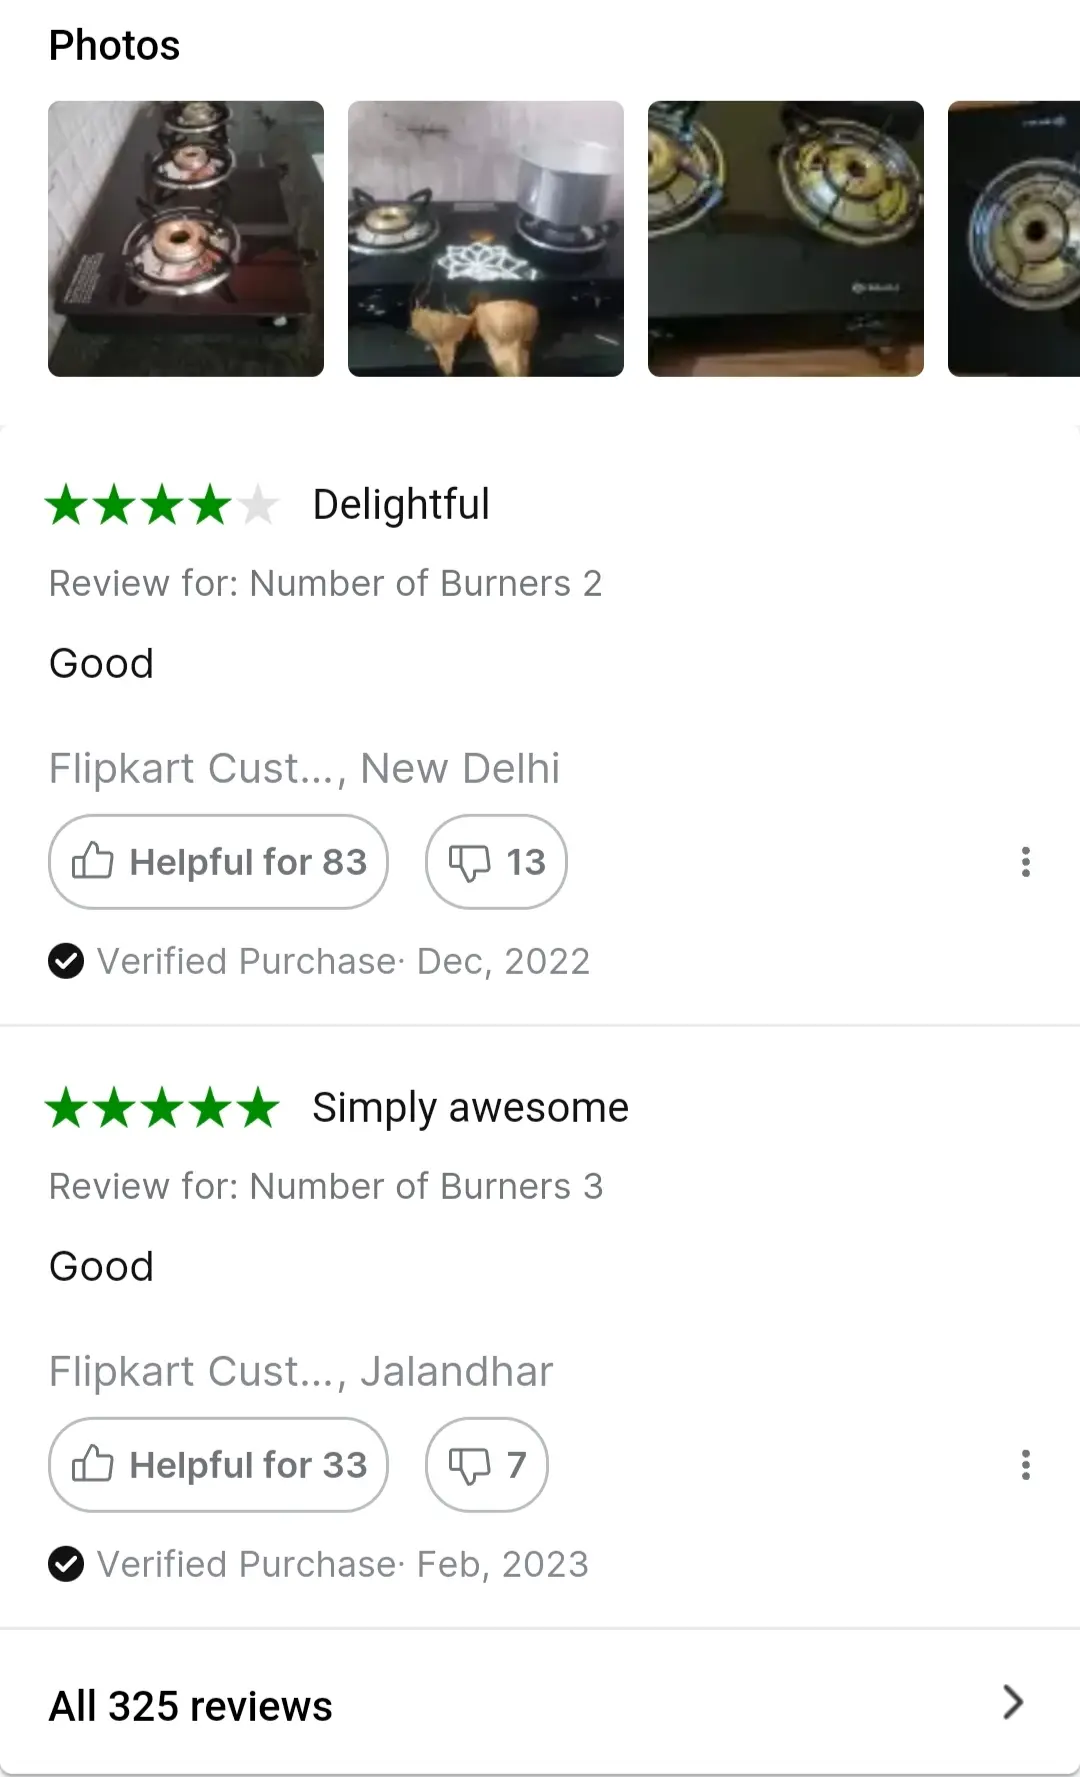 Photos
Delightful
Review for: Number of Burners 2
Good
Flipkart Cust..., New Delhi
Helpful for 83
13
Verified Purchase· Dec, 2022
Simply awesome
Review for: Number of Burners 3
Good
Flipkart Cust..., Jalandhar
Helpful for 33
7
Verified Purchase· Feb, 2023
All 325 reviews